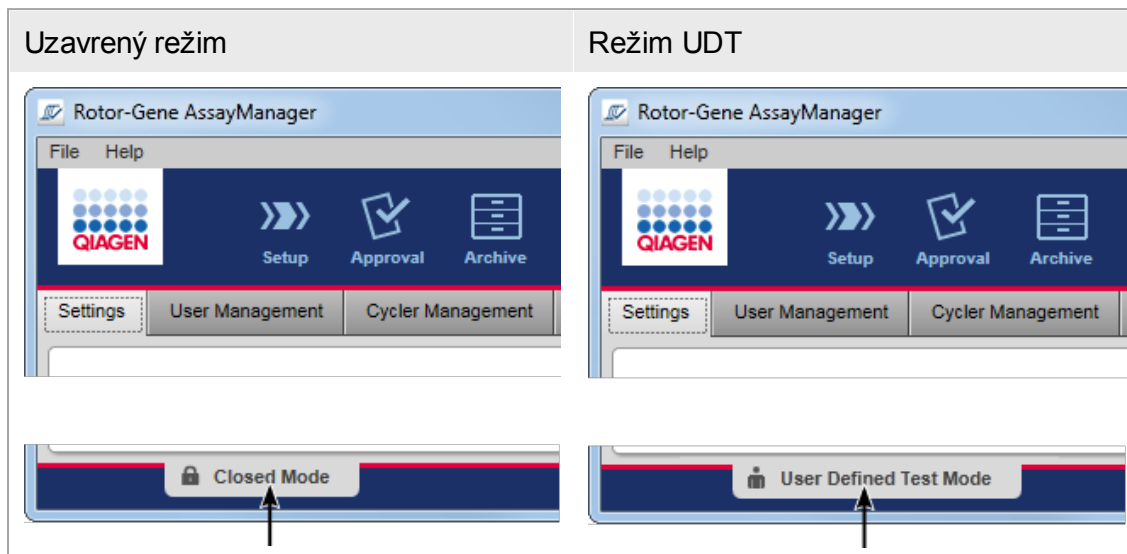 Uzavrený režim
Režim UDT
Rotor-Gene AssayManager
File Help
QIAGEN
Setup Approval Archive
Settings User Management Cycler Management
Closed Mode
Rotor-Gene AssayManager
File Help
QIAGEN
Setup Approval Archive
Settings User Management Cycler Management
User Defined Test Mode